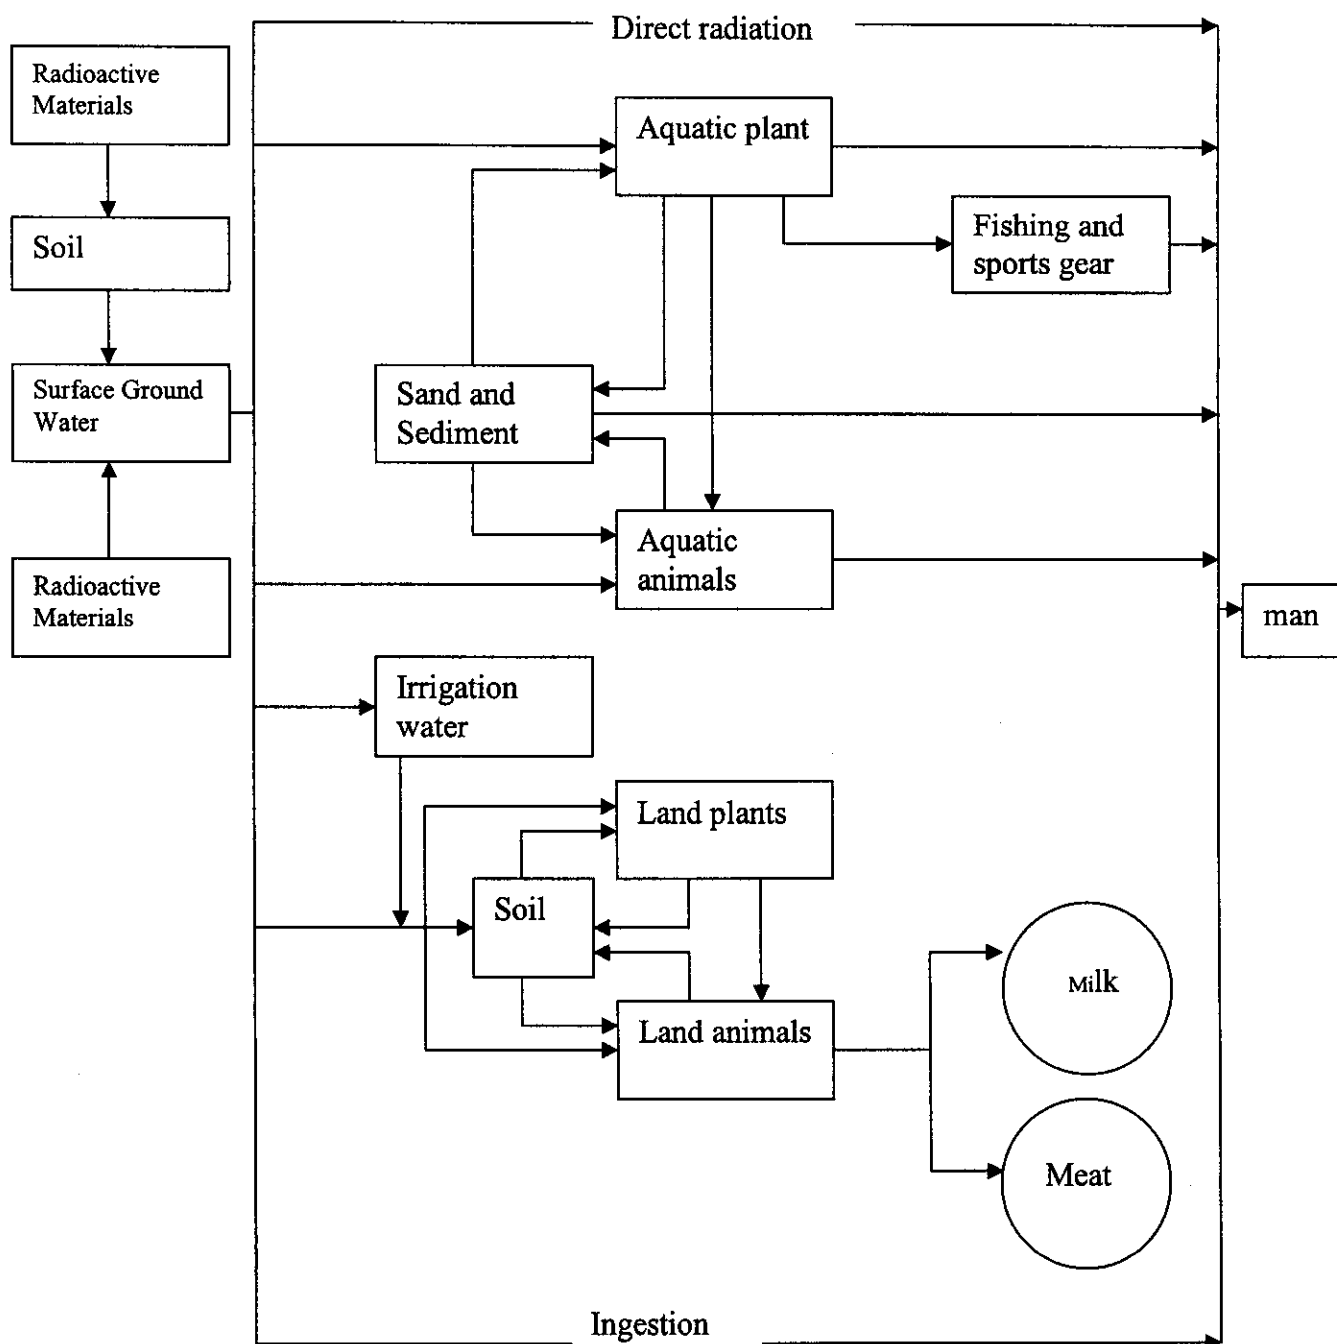 Direct radiation
Radioactive
Materials
Soil
Surface Ground
Water
Radioactive
Materials
Aquatic plant
Fishing and
sports gear
Sand and
Sediment
Aquatic
animals
man
Irrigation
water
Land plants
Soil
Land animals
Milk
Meat
Ingestion